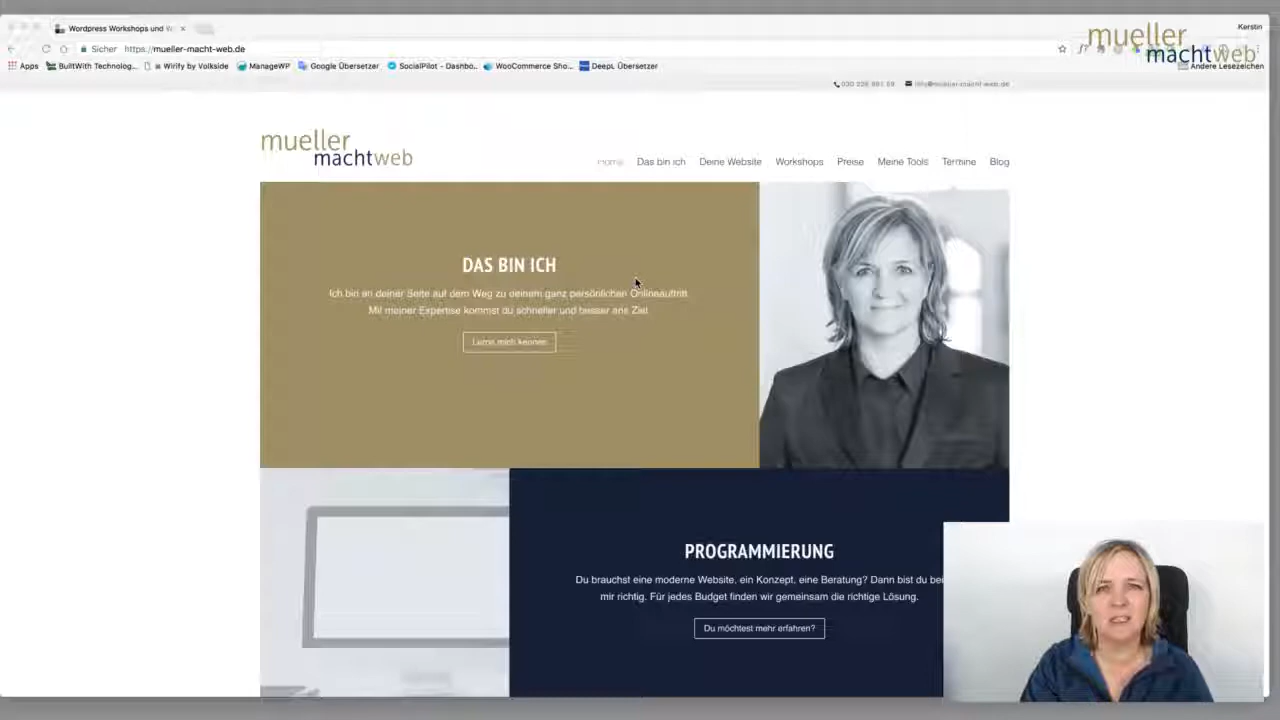 Wordpress Workshops und W
Kerstin
mueller
machtweb
Sicher https://mueller-macht-web.de
Apps BuiltWith Technolog... Wirify by Volkside ManageWP Google Übersetzer SocialPilot - Dashbo... WooCommerce Sho... DeepL Übersetzer Andere Lesezeichen
030 226 891 59 info@mueller-macht-web.de
mueller
machtweb
Home Das bin ich Deine Website Workshops Preise Meine Tools Termine Blog
DAS BIN ICH
Ich bin an deiner Seite auf dem Weg zu deinem ganz persönlichen Onlineauftritt.
Mit meiner Expertise kommst du schneller und besser ans Ziel.
Lerne mich kennen
PROGRAMMIERUNG
Du brauchst eine moderne Website, ein Konzept, eine Beratung? Dann bist du bei
mir richtig. Für jedes Budget finden wir gemeinsam die richtige Lösung.
Du möchtest mehr erfahren?